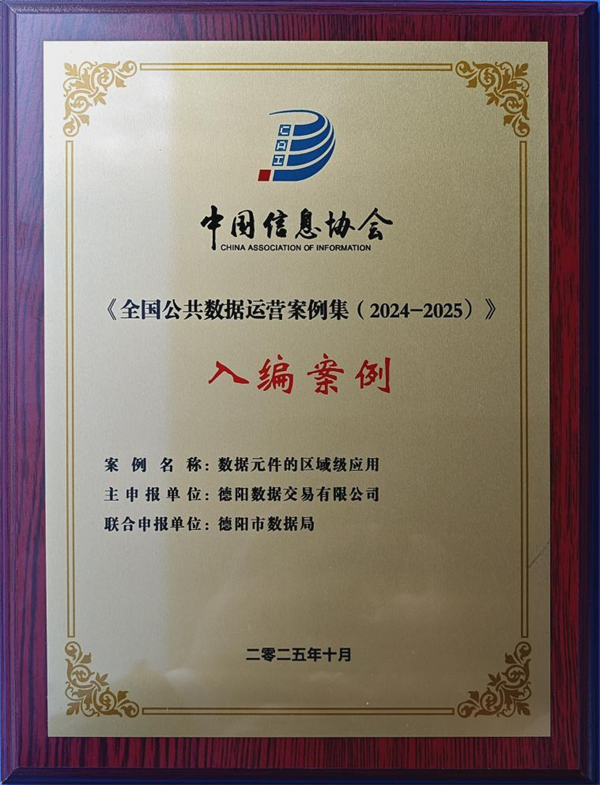 CAI
中国信息协会
CHINA ASSOCIATION OF INFORMATION
《全国公共数据运营案例集（2024-2025）》
入编案例
案例名称：数据元件的区域级应用
主申报单位：德阳数据交易有限公司
联合申报单位：德阳市数据局
二零二五年十月